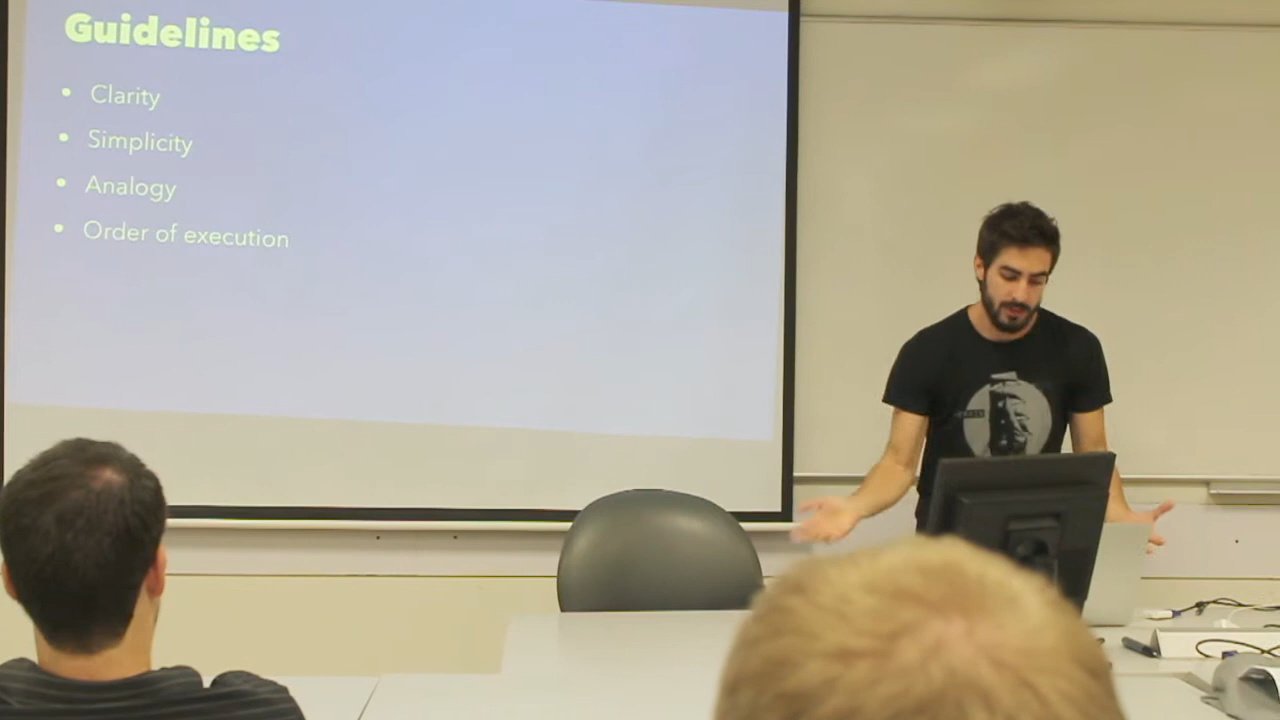 Guidelines
• Clarity
• Simplicity
• Analogy
• Order of execution